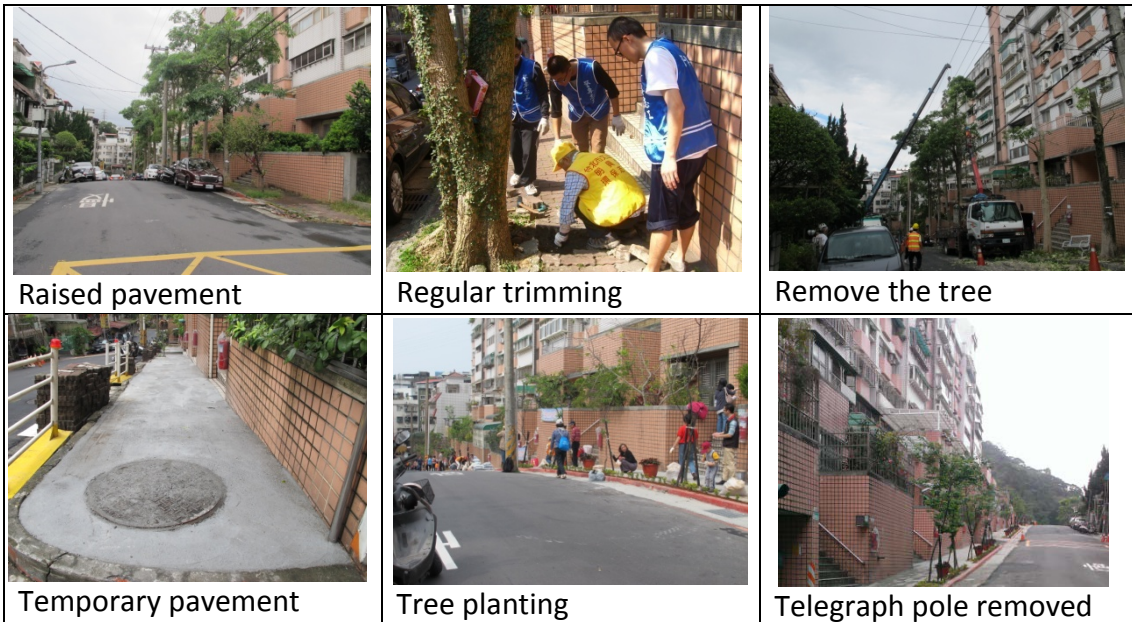 Raised pavement
Regular trimming
Remove the tree
Temporary pavement
Tree planting
Telegraph pole removed